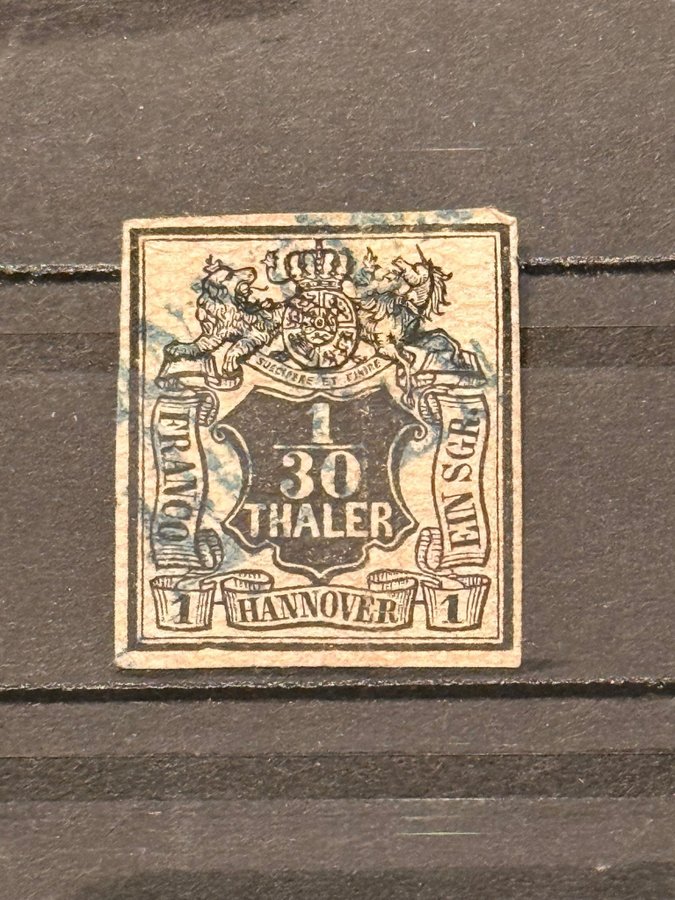 SUSCIPERE ET FINIRE
FRANCO
1
30
THALER
EIN SGR.
1
HANNOVER
1